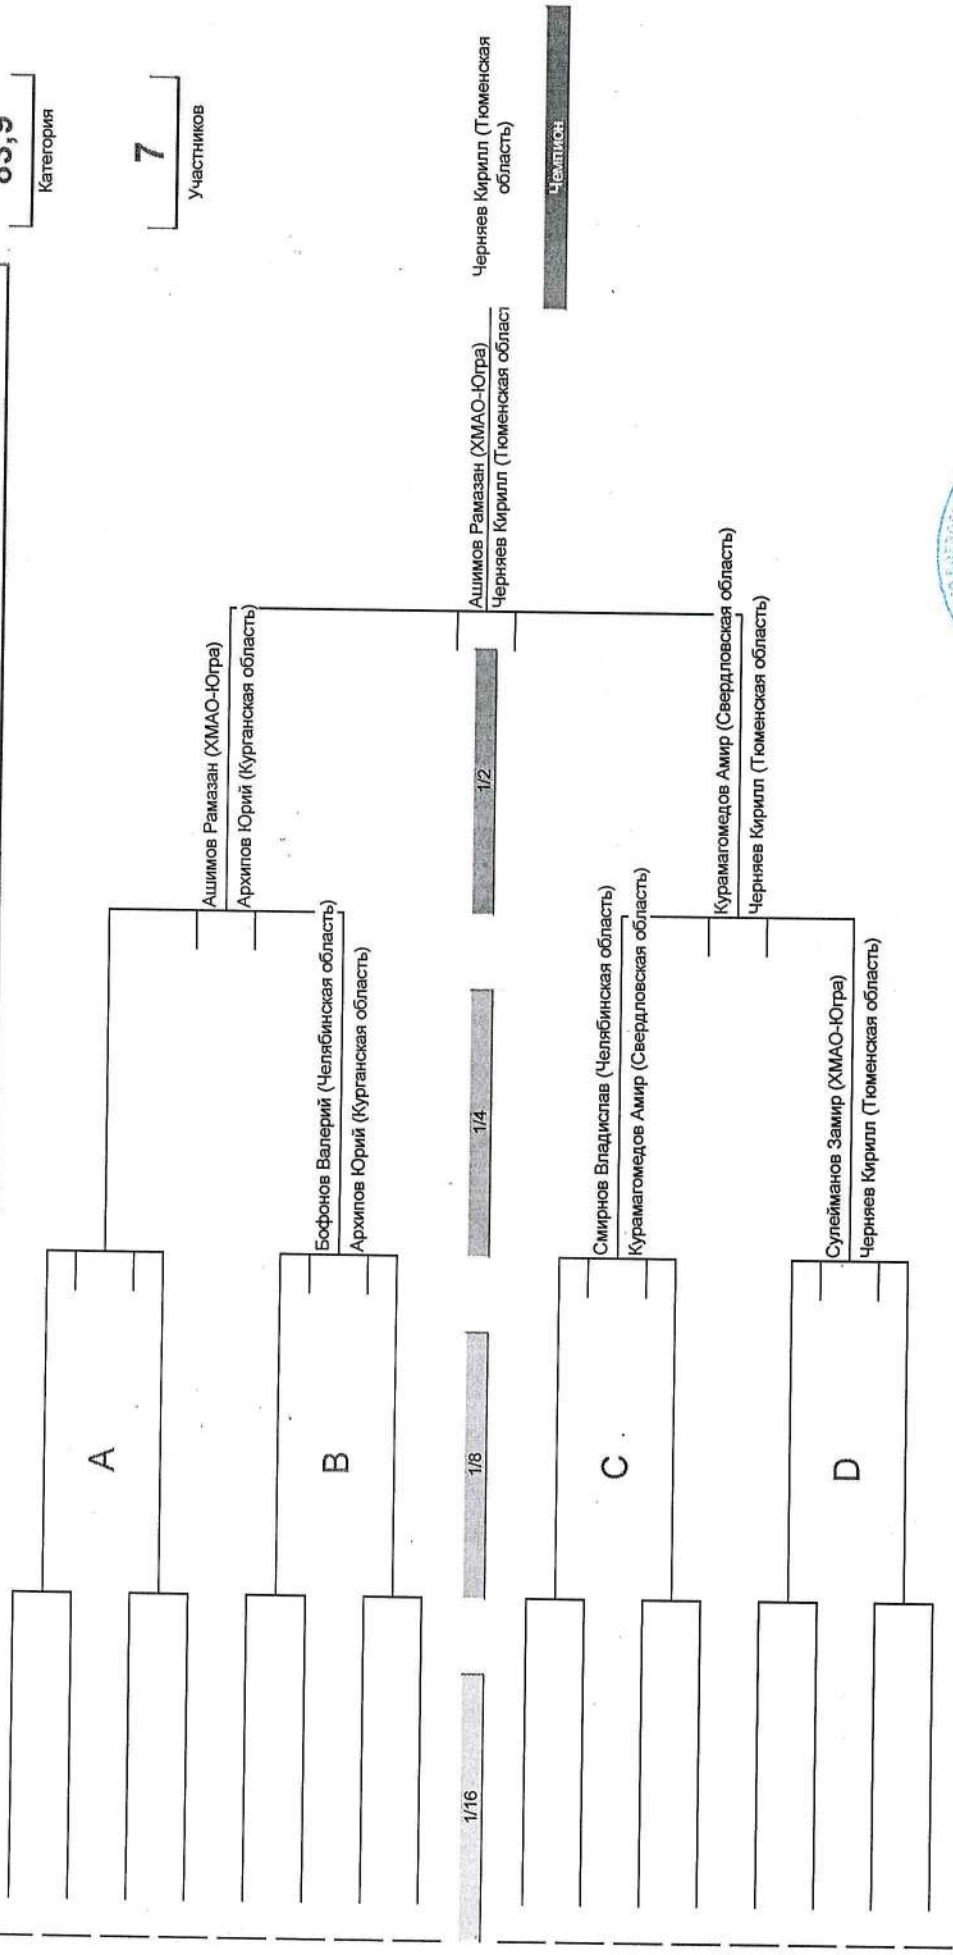 83,9
Категория
7
Участников
A
Ашимов Рамазан (ХМАО-Югра)
Архипов Юрий (Курганская область)
B
Бофонов Валерий (Челябинская область)
Архипов Юрий (Курганская область)
Ашимов Рамазан (ХМАО-Югра)
Черняев Кирилл (Тюменская област
Черняев Кирилл (Тюменская
область)
Чемпион
1/16
1/8
1/4
1/2
C
Смирнов Владислав (Челябинская область)
Курамагомедов Амир (Свердловская область)
Курамагомедов Амир (Свердловская область)
Черняев Кирилл (Тюменская область)
D
Сулейманов Замир (ХМАО-Югра)
Черняев Кирилл (Тюменская область)